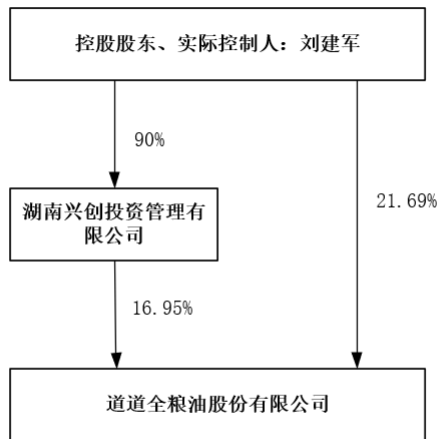 控股股东、实际控制人：刘建军
90%
21.69%
湖南兴创投资管理有
限公司
16.95%
道道全粮油股份有限公司